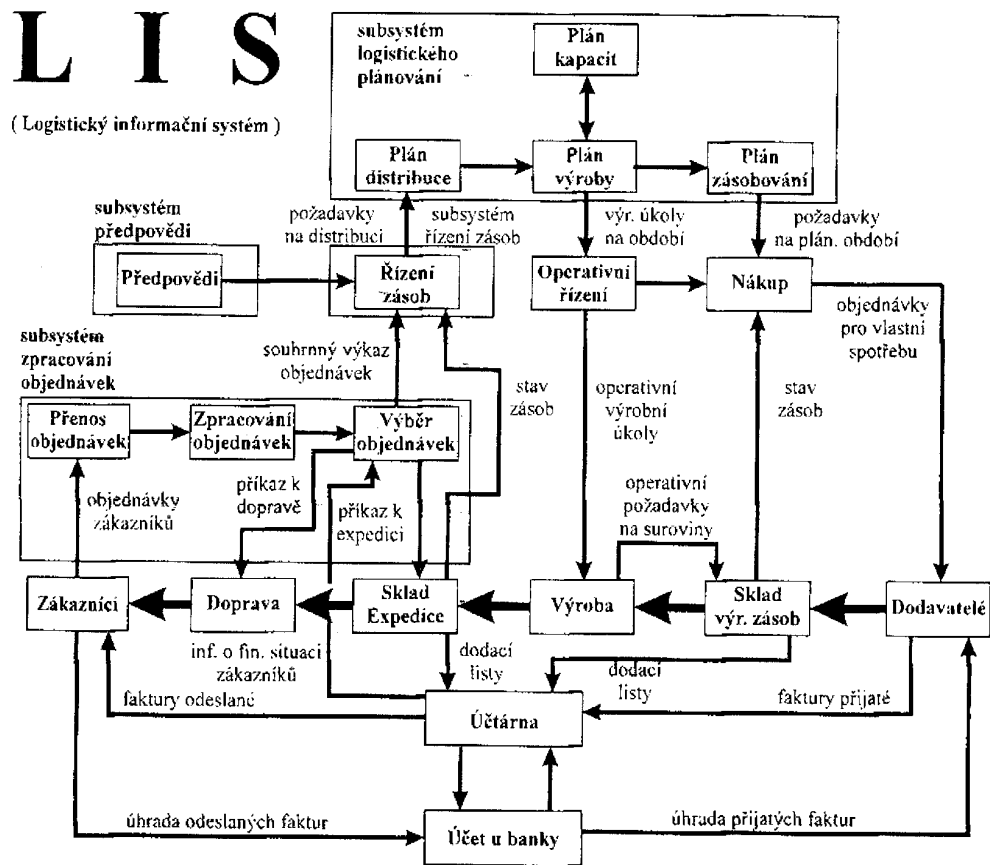 L I S
( Logistický informační systém )
subsystém
logistického
plánování
Plán
kapacit
Plán
distribuce
Plán
výroby
Plán
zásobování
subsystém
předpovědi
požadavky
na distribuci
subsystém
řízení zásob
výr. úkoly
na období
požadavky
na plán. období
Předpovědi
Řízení
zásob
Operativní
řízení
Nákup
objednávky
pro vlastní
spotřebu
subsystém
zpracování
objednávek
souhrnný výkaz
objednávek
stav
zásob
operativní
výrobní
úkoly
stav
zásob
Přenos
objednávek
Zpracování
objednávek
Výběr
objednávek
objednávky
zákazníků
příkaz k
dopravě
příkaz k
expedici
operativní
požadavky
na suroviny
Zákazníci
Doprava
Sklad
Expedice
Výroba
Sklad
výr. zásob
Dodavatelé
inf. o fin. situaci
zákazníků
dodací
listy
dodací
listy
faktury odeslané
faktury přijaté
Účtárna
úhrada odeslaných faktur
Účet u banky
úhrada přijatých faktur